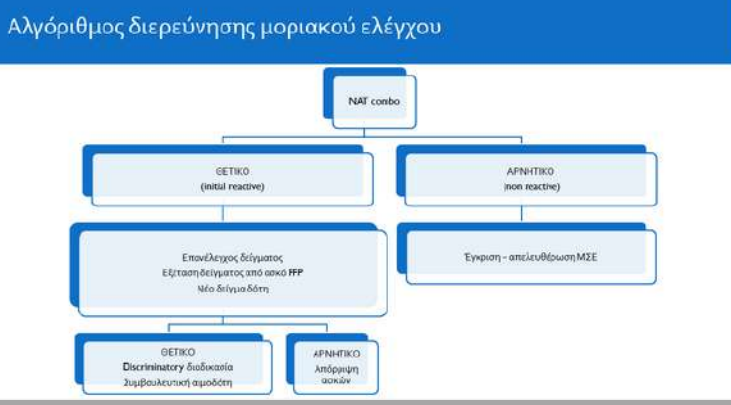 Αλγόριθμος διερεύνησης μοριακού ελέγχου
NAT combo
ΘΕΤΙΚΟ
(initial reactive)
ΑΡΝΗΤΙΚΟ
(non reactive)
Επανέλεγχος δείγματος
Εξέταση δείγματος από ασκό FFP
Νέο δείγμα δότη
Έγκριση – απελευθέρωση ΜΣΕ
ΘΕΤΙΚΟ
Discriminatory διαδικασία
Συμβουλευτική αιμοδότη
ΑΡΝΗΤΙΚΟ
Απόρριψη
ασκών